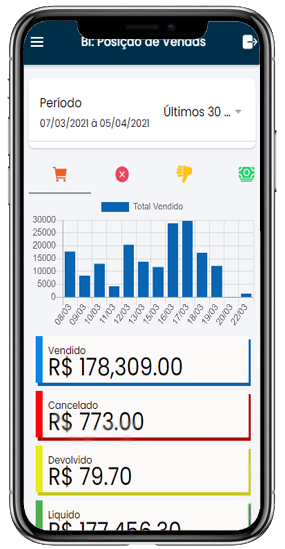 BI: Posição de Vendas
Período
Últimos 30 ...
07/03/2021 à 05/04/2021
Total Vendido
30000
25000
20000
15000
10000
5000
0
08/03
09/03
10/03
11/03
12/03
13/03
15/03
16/03
17/03
18/03
19/03
20/03
22/03
Vendido
R$ 178,309.00
Cancelado
R$ 773.00
Devolvido
R$ 79.70
Líquido
R$ 177,456.30